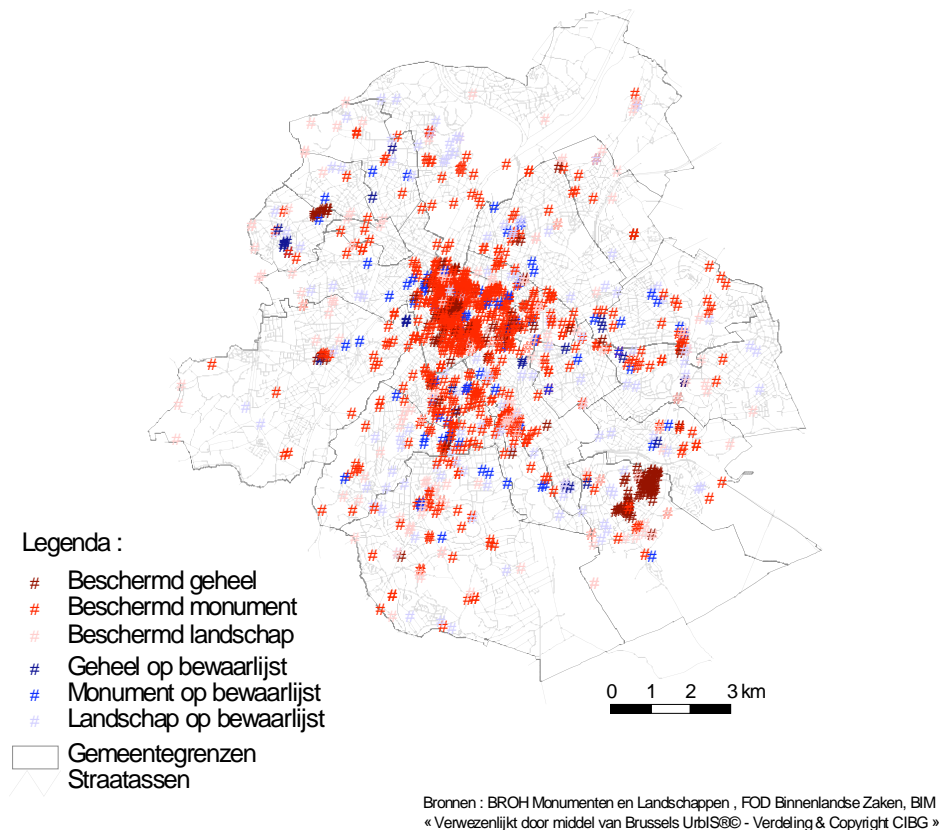 Legenda :
# Beschermd geheel
# Beschermd monument
# Beschermd landschap
# Geheel op bewaarlijst
# Monument op bewaarlijst
# Landschap op bewaarlijst
Gemeentegrenzen
Straatassen
0 1 2 3 km
Bronnen : BROH Monumenten en Landschappen , FOD Binnenlandse Zaken, BIM
« Verwezenlijkt door middel van Brussels UrbIS®© - Verdeling & Copyright CIBG »